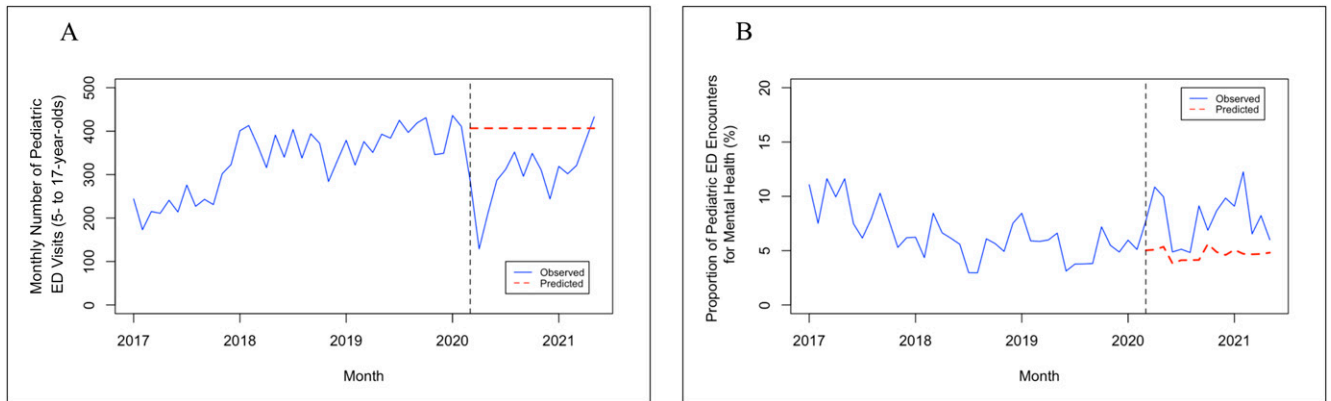 A
Monthly Number of Pediatric
ED Visits (5- to 17-year-olds)
500
400
300
200
100
0
Observed
Predicted
2017 2018 2019 2020 2021
Month
B
Proportion of Pediatric ED Encounters
for Mental Health (%)
20
15
10
5
0
Observed
Predicted
2017 2018 2019 2020 2021
Month